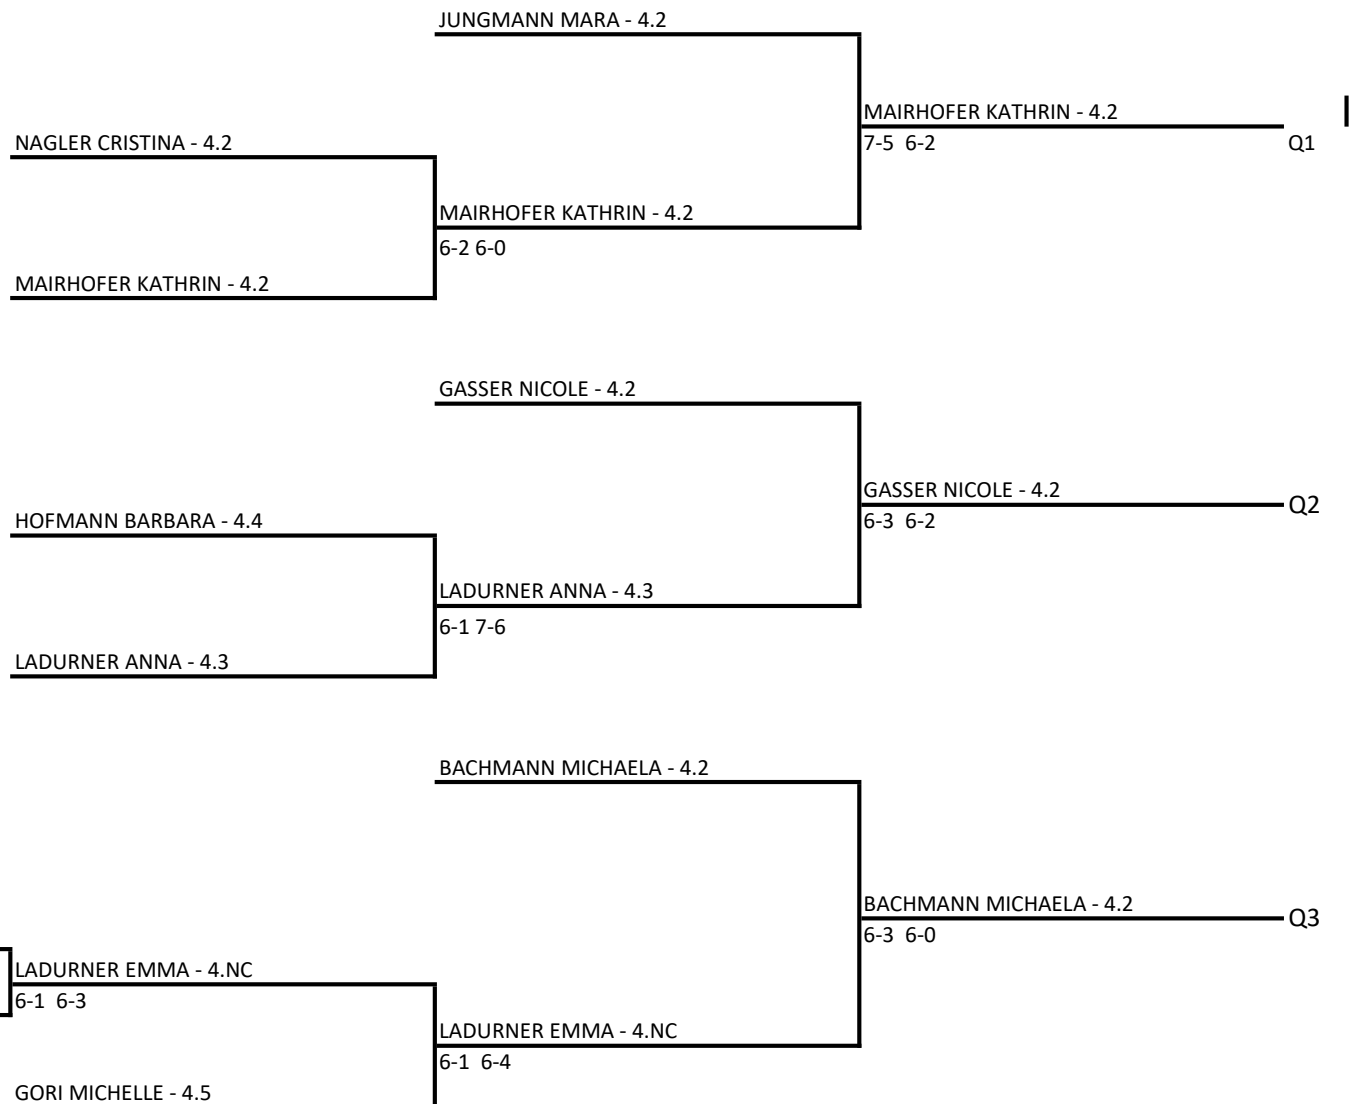 JUNGMANN MARA - 4.2
MAIRHOFER KATHRIN - 4.2
NAGLER CRISTINA - 4.2
7-5 6-2
Q1
MAIRHOFER KATHRIN - 4.2
6-2 6-0
MAIRHOFER KATHRIN - 4.2
GASSER NICOLE - 4.2
GASSER NICOLE - 4.2
Q2
HOFMANN BARBARA - 4.4
6-3 6-2
LADURNER ANNA - 4.3
6-1 7-6
LADURNER ANNA - 4.3
BACHMANN MICHAELA - 4.2
BACHMANN MICHAELA - 4.2
Q3
6-3 6-0
LADURNER EMMA - 4.NC
6-1 6-3
LADURNER EMMA - 4.NC
6-1 6-4
GORI MICHELLE - 4.5